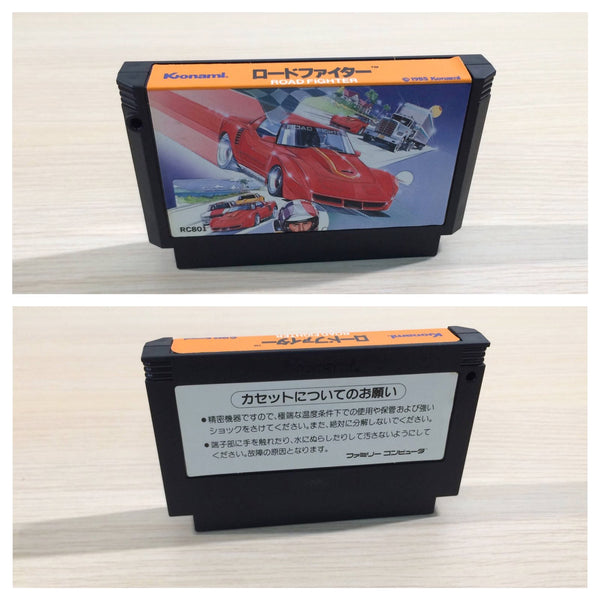 Konami
ロードファイター™
ROAD FIGHTER
©1985 Konami
RC801
Konami
ロードファイター™
ROAD FIGHTER
Konami
カセットについてのお願い
●精密機器ですので、極端な温度条件下での使用や保管および強い
ショックをさけてください。また、絶対に分解しないでください。
●端子部に手を触れたり、水にぬらしたりして汚さないようにして
ください。故障の原因となります。
ファミリー コンピュータ